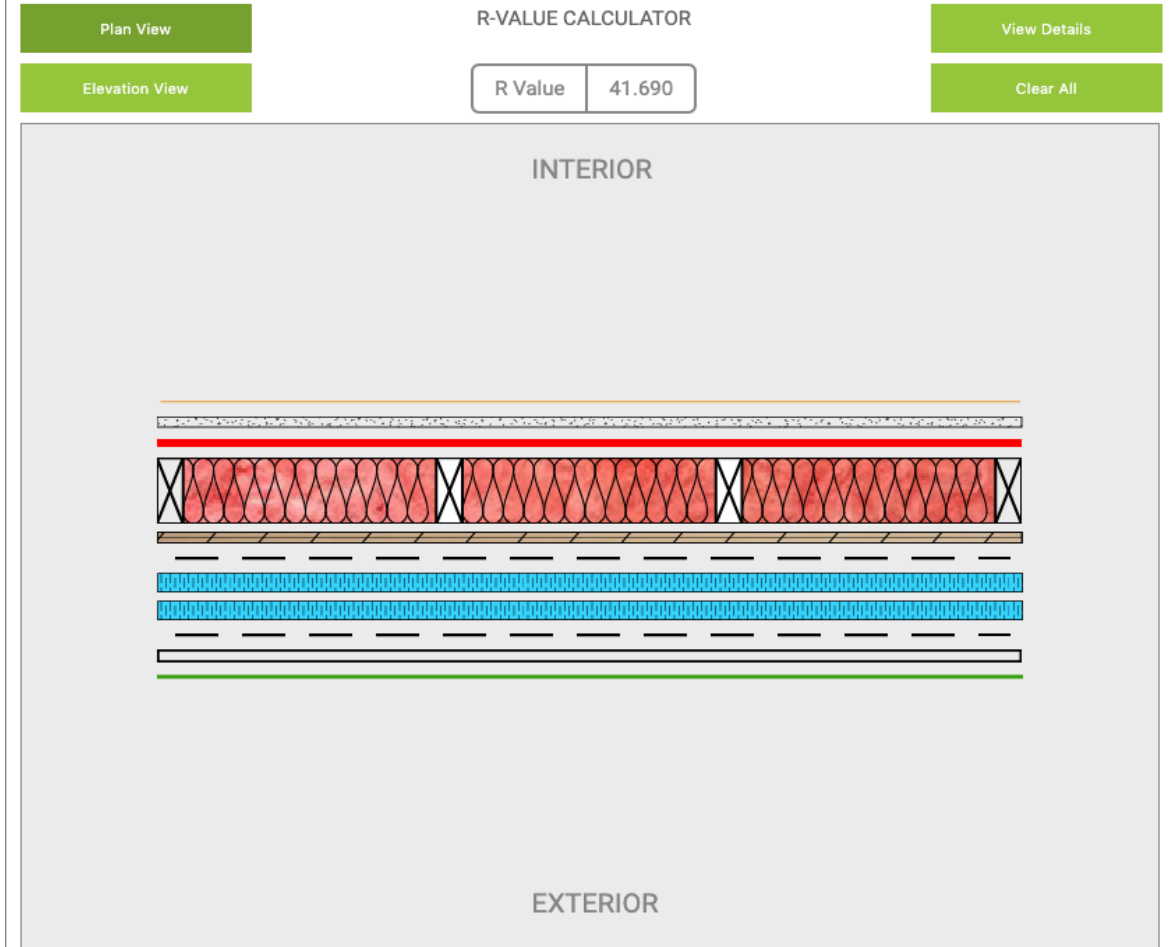 Plan View
R-VALUE CALCULATOR
View Details
Elevation View
R Value 41.690
Clear All
INTERIOR
EXTERIOR